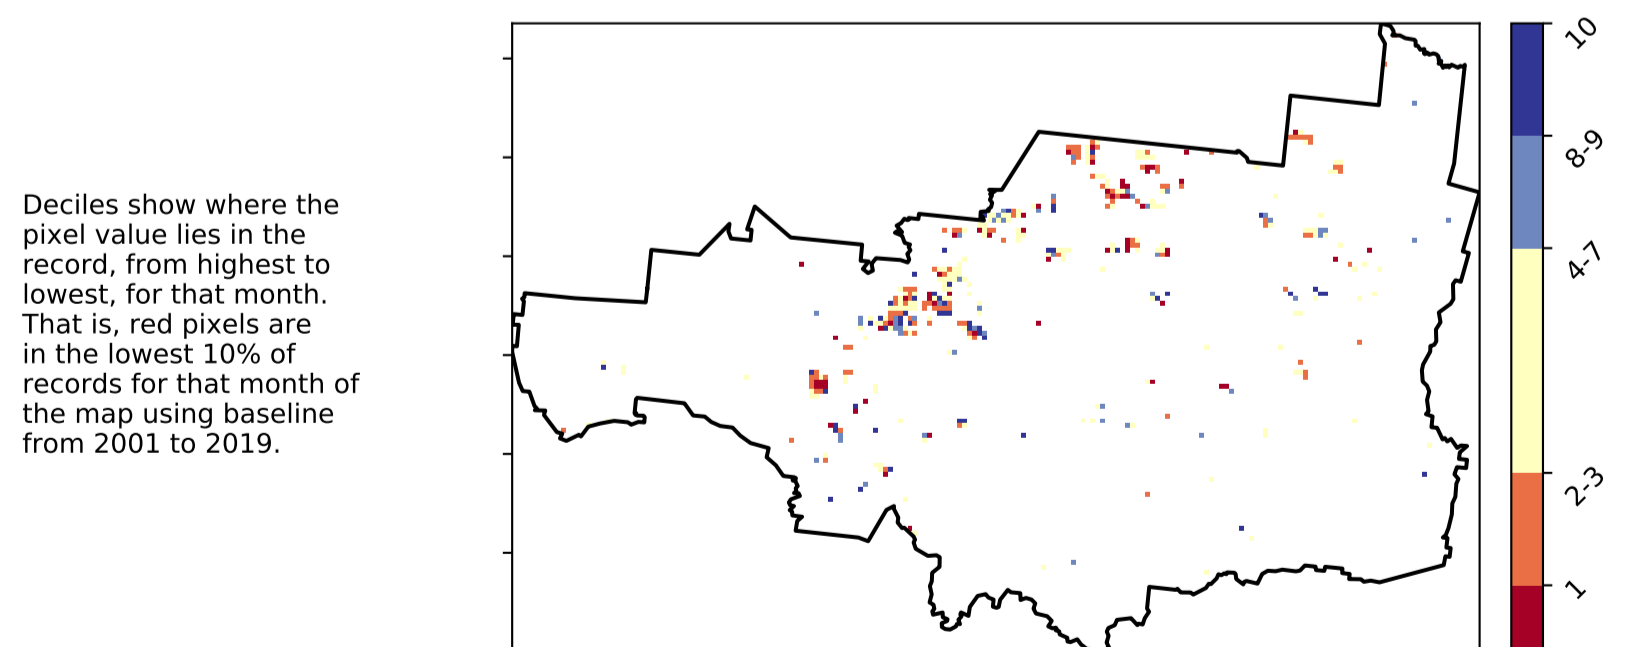 Deciles show where the
pixel value lies in the
record, from highest to
lowest, for that month.
That is, red pixels are
in the lowest 10% of
records for that month of
the map using baseline
from 2001 to 2019.
10
8-9
4-7
2-3
1